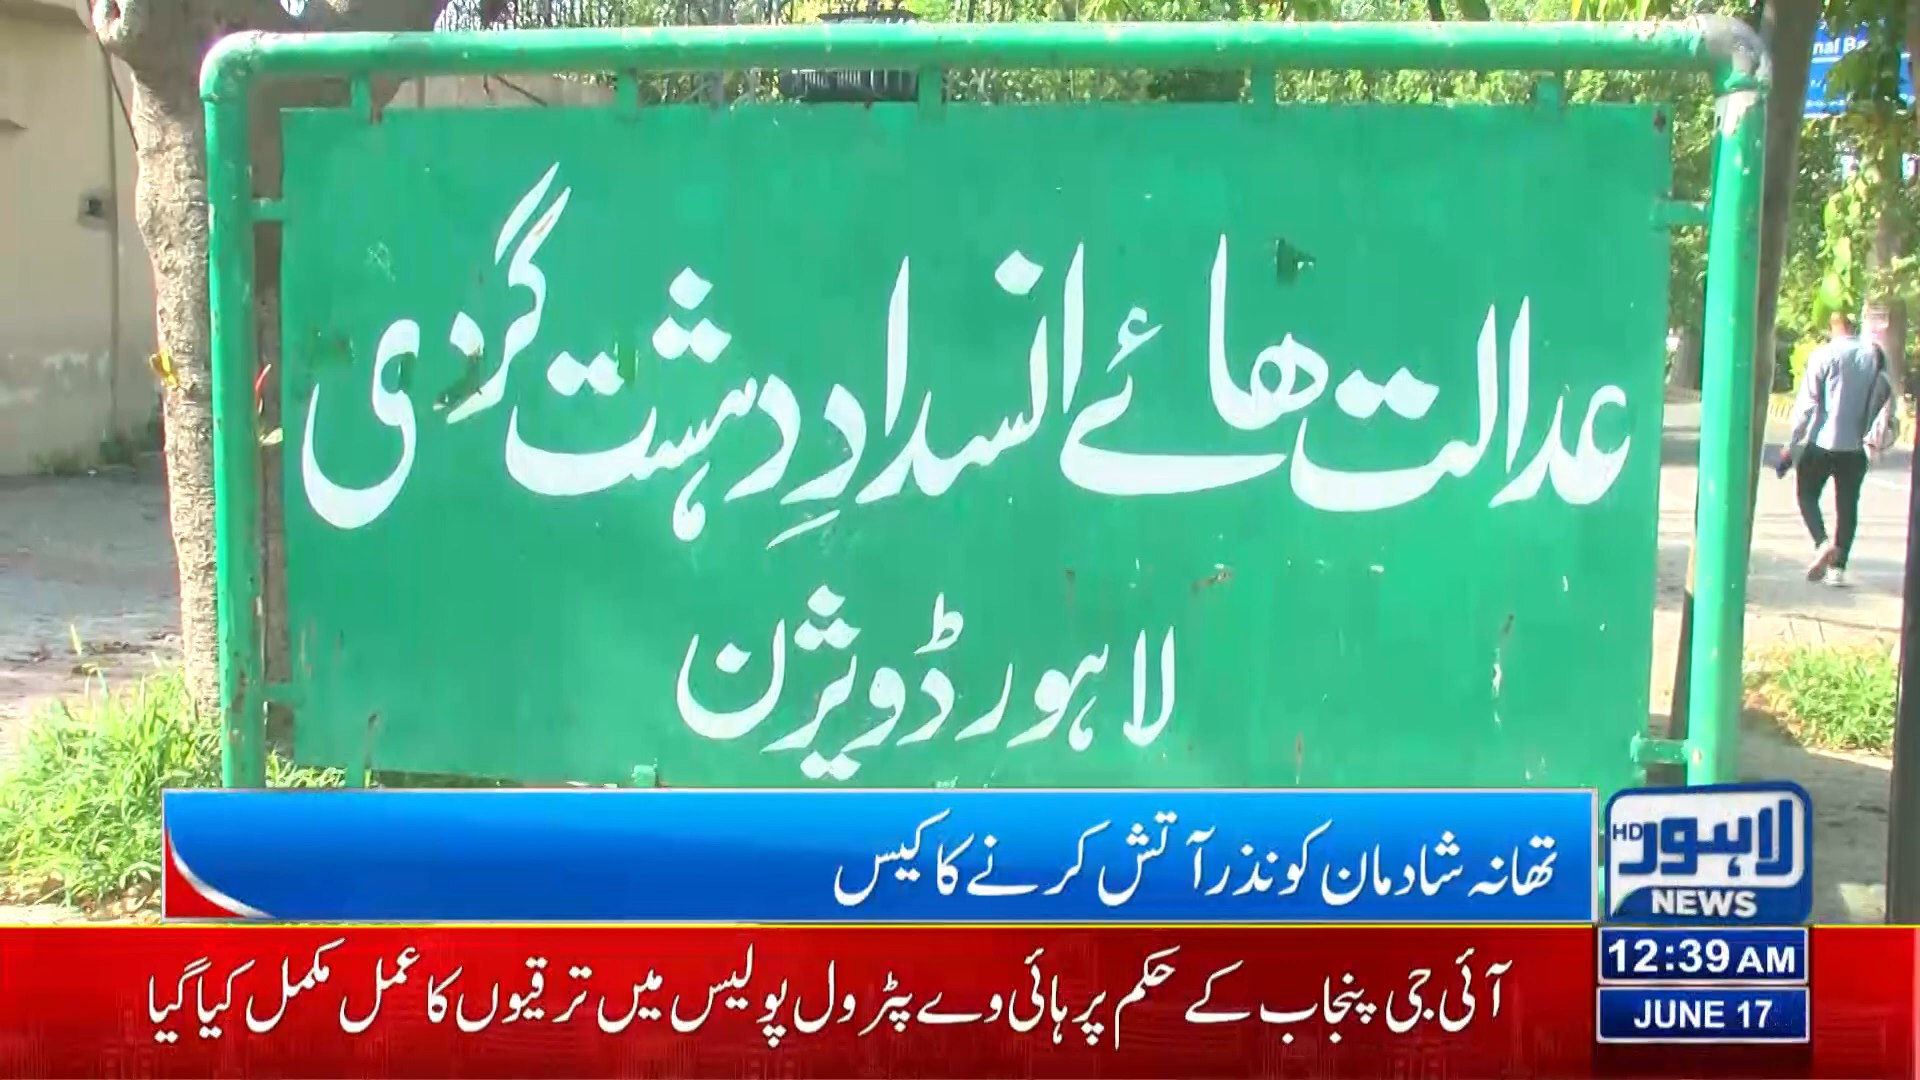 nal Ba
عدالت ھائے انسدادِ دہشت گردی
لاہور ڈویژن
تھانہ شادمان کو نذر آتش کرنے کا کیس
HD لاہور
NEWS
آئی جی پنجاب کے حکم پر ہائی وے پٹرول پولیس میں ترقیوں کا عمل مکمل کیا گیا
12:39 AM
JUNE 17